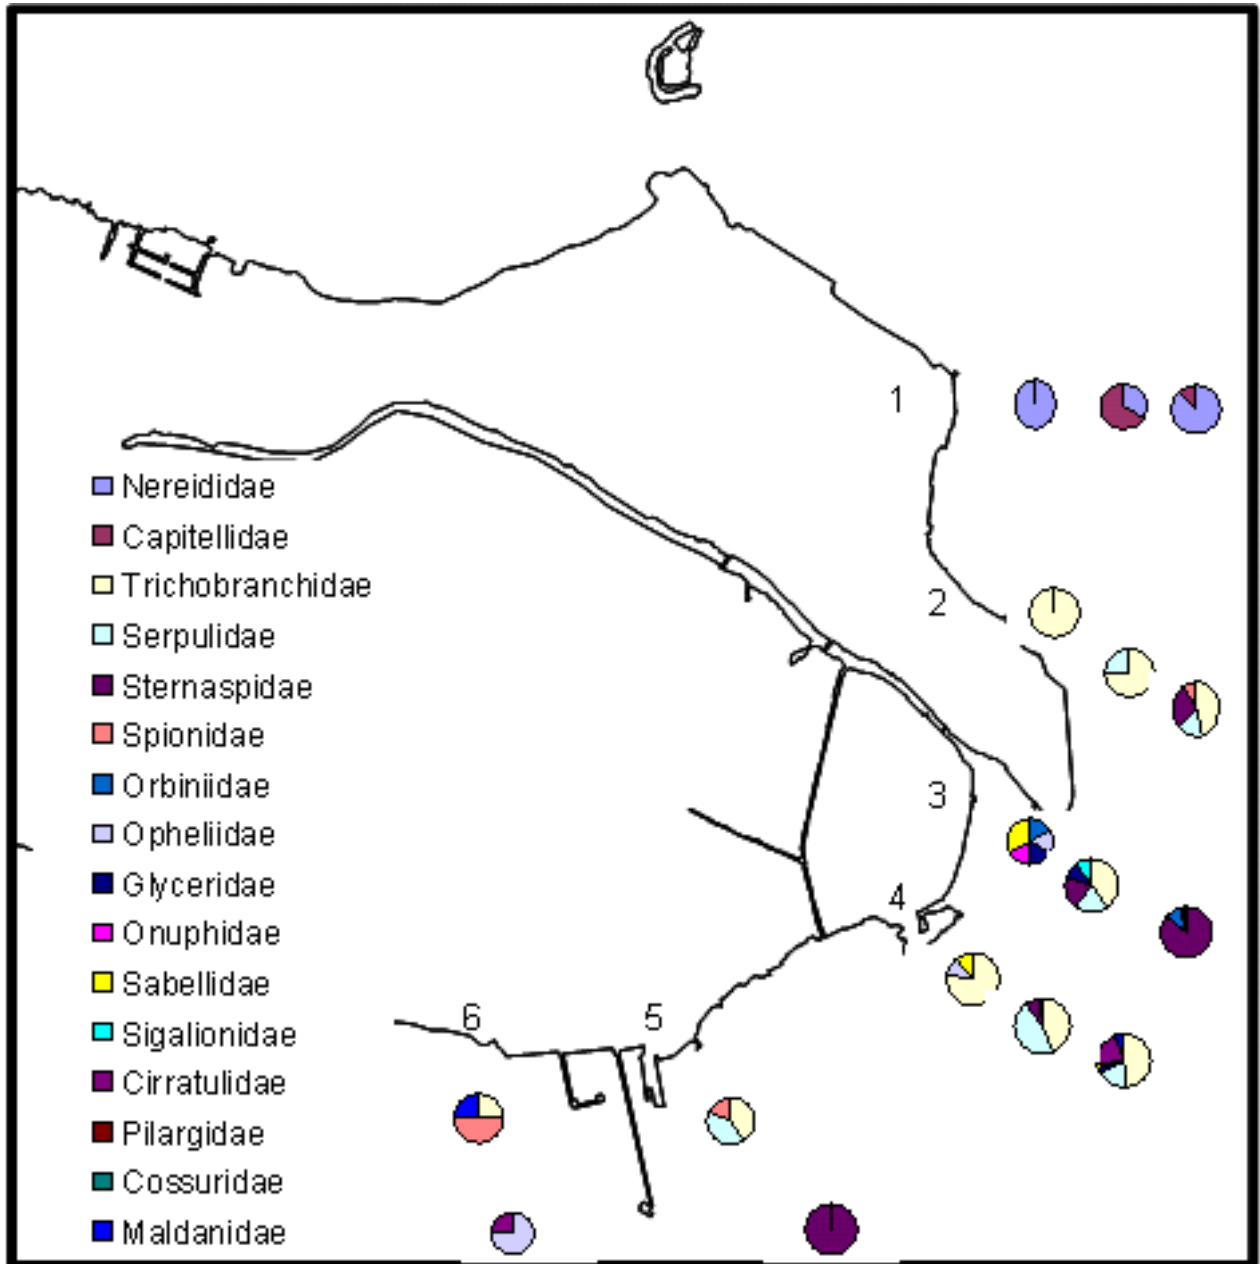 1
Nereididae
Capitellidae
Trichobranchidae
2
Serpulidae
Sternaspidae
Spionidae
Orbiniidae
3
Opheliidae
Glyceridae
4
Onuphidae
Sabellidae
6
5
Sigalionidae
Cirratulidae
Pilargidae
Cossuridae
Maldanidae